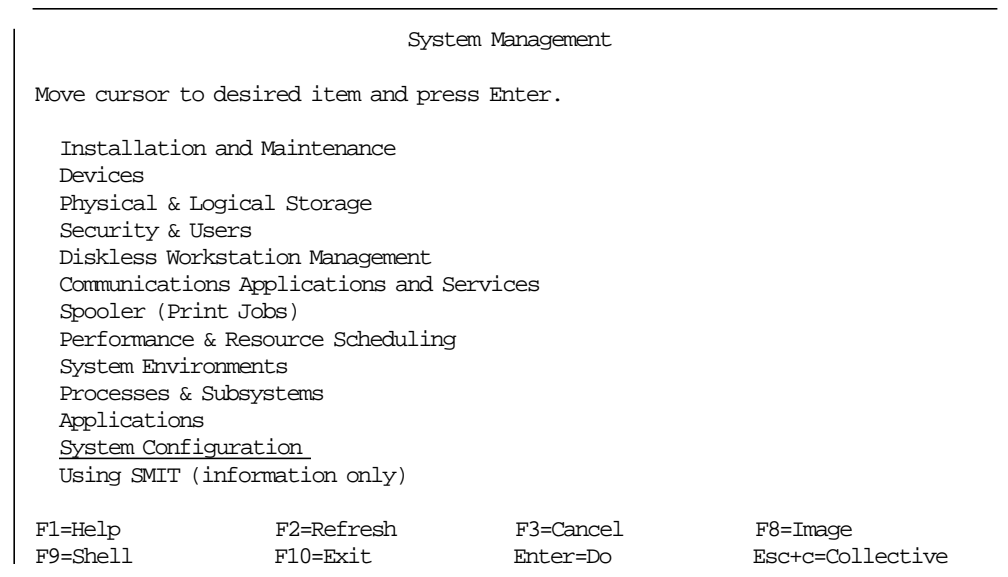 System Management
Move cursor to desired item and press Enter.
Installation and Maintenance
Devices
Physical & Logical Storage
Security & Users
Diskless Workstation Management
Communications Applications and Services
Spooler (Print Jobs)
Performance & Resource Scheduling
System Environments
Processes & Subsystems
Applications
System Configuration
Using SMIT (information only)
F1=Help F2=Refresh F3=Cancel F8=Image
F9=Shell F10=Exit Enter=Do Esc+c=Collective